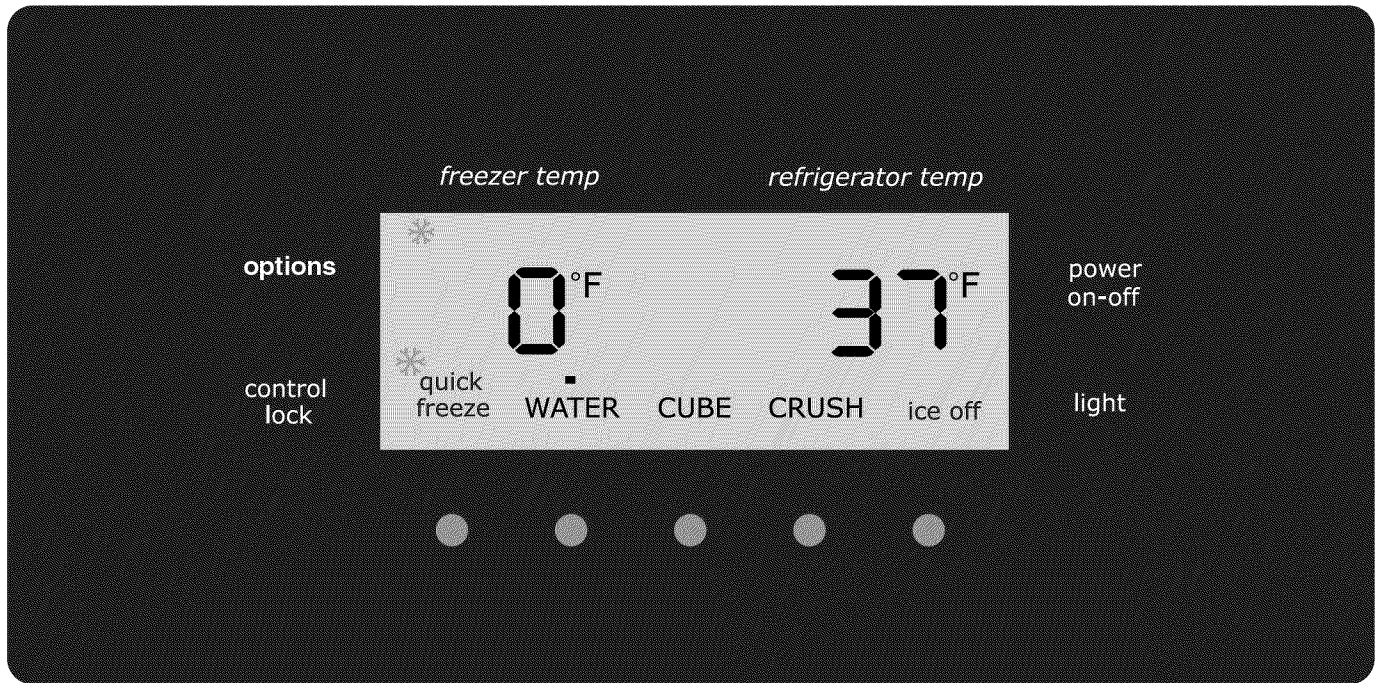 freezer temp
refrigerator temp
options
0°F
37°F
power
on-off
control
lock
quick
freeze
WATER
CUBE
CRUSH
ice off
light